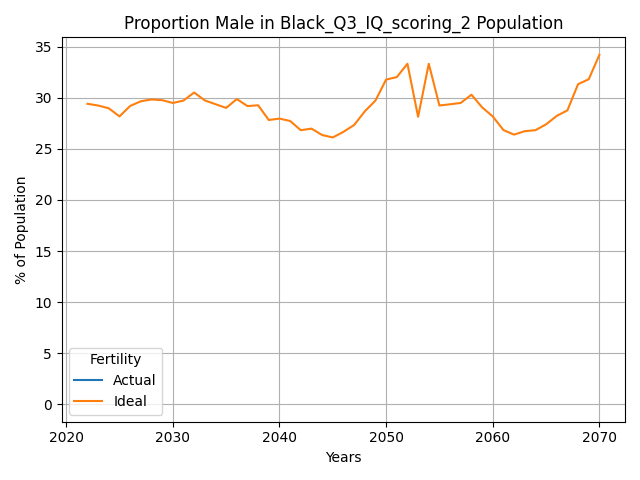 Proportion Male in Black_Q3_IQ_scoring_2 Population
35
30
25
20
15
10
5
0
% of Population
Fertility
Actual
Ideal
2020 2030 2040 2050 2060 2070
Years